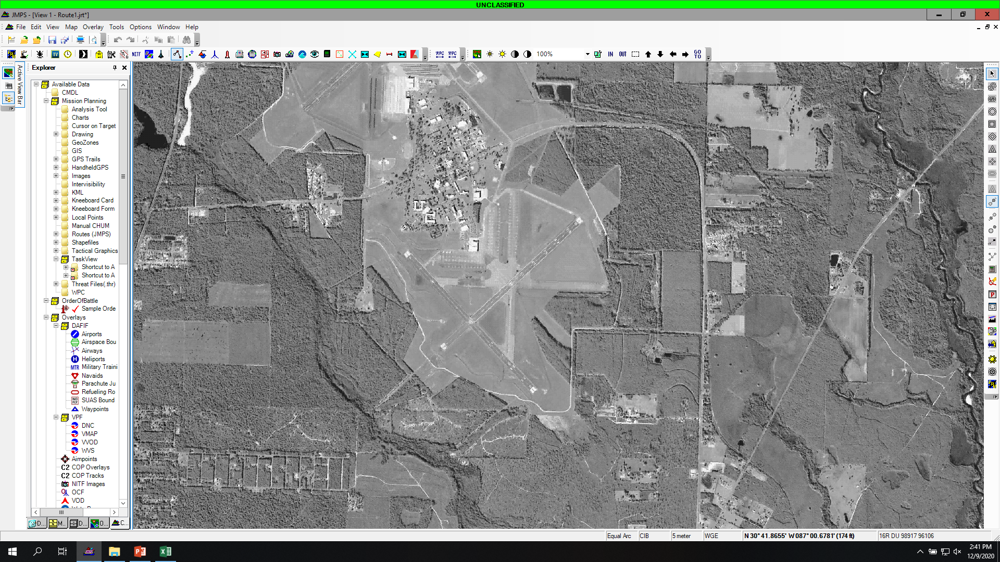 UNCLASSIFIED
JMPS - [View 1 - Route1.jrt*]
File Edit View Map Overlay Tools Options Window Help
TV NITF WPC WPC 100% IN OUT GO TO
Active View Bar
Explorer
Available Data
CMDL
Mission Planning
Analysis Tool
Charts
Cursor on Target
Drawing
GeoZones
GIS
GPS Trails
HandheldGPS
Images
Intervisibility
KML
Kneeboard Card
Kneeboard Form
Local Points
Manual CHUM
Routes (JMPS)
Shapefiles
Tactical Graphics
TaskView
Shortcut to A
Shortcut to A
Threat Files(.thr)
WPC
OrderOfBattle
Sample Orde
Overlays
DAFIF
Airports
Airspace Bou
Airways
H Heliports
MTR Military Traini
Navaids
Parachute Ju
Refueling Ro
NO FLY SUAS Bound
Waypoints
VPF
DNC
VMAP
VVOD
WVS
Aimpoints
C2 COP Overlays
C2 COP Tracks
NITF Images
OCF
VOD
D... M... D... O... C...
Equal Arc CIB 5 meter WGE N 30° 41.8655' W 087° 00.6781' (174 ft) 16R DU 98917 96106
2:41 PM
12/9/2020